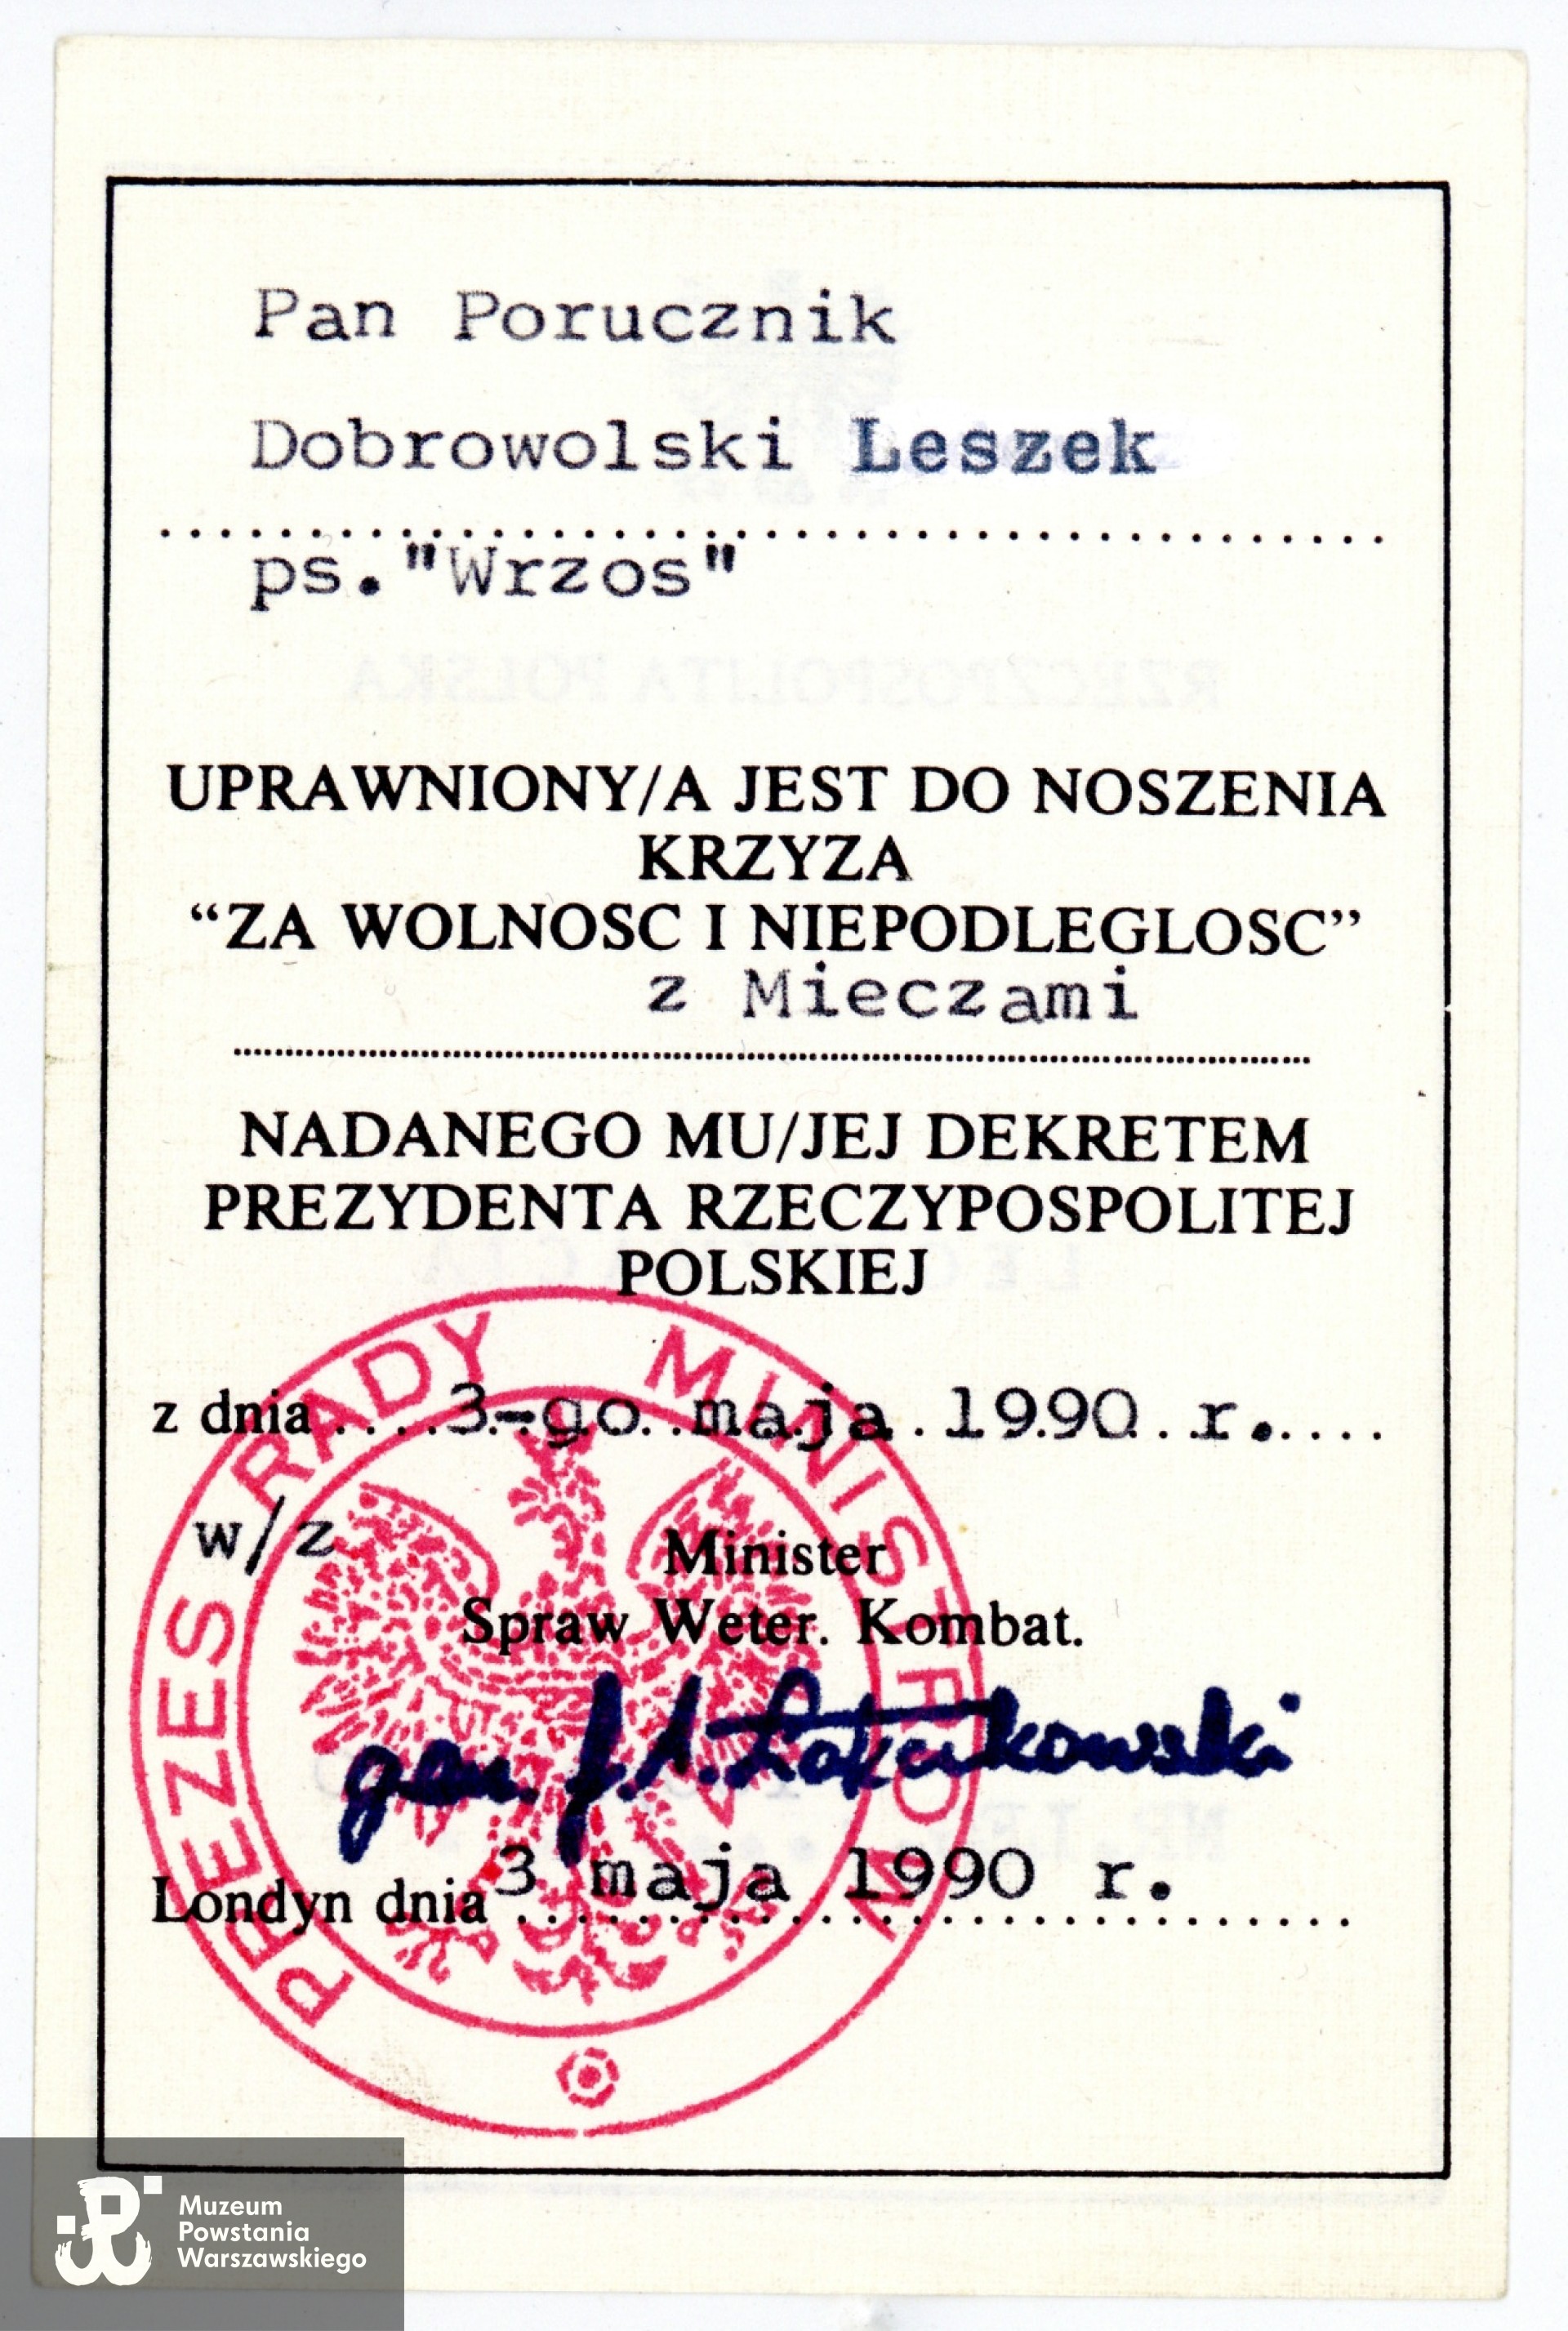 Pan Porucznik
Dobrowolski Leszek
ps."Wrzos"
UPRAWNIONY/A JEST DO NOSZENIA
KRZYZA
“ZA WOLNOSC I NIEPODLEGLOSC”
z Mieczami
NADANEGO MU/JEJ DEKRETEM
PREZYDENTA RZECZYPOSPOLITEJ
POLSKIEJ
z dnia 3-go maja 1990 r.
w/z Minister
Spraw Weter. Kombat.
gen. J.
Londyn dnia 3 maja 1990 r.
PREZES RADY MINISTRÓW
Muzeum
Powstania
Warszawskiego